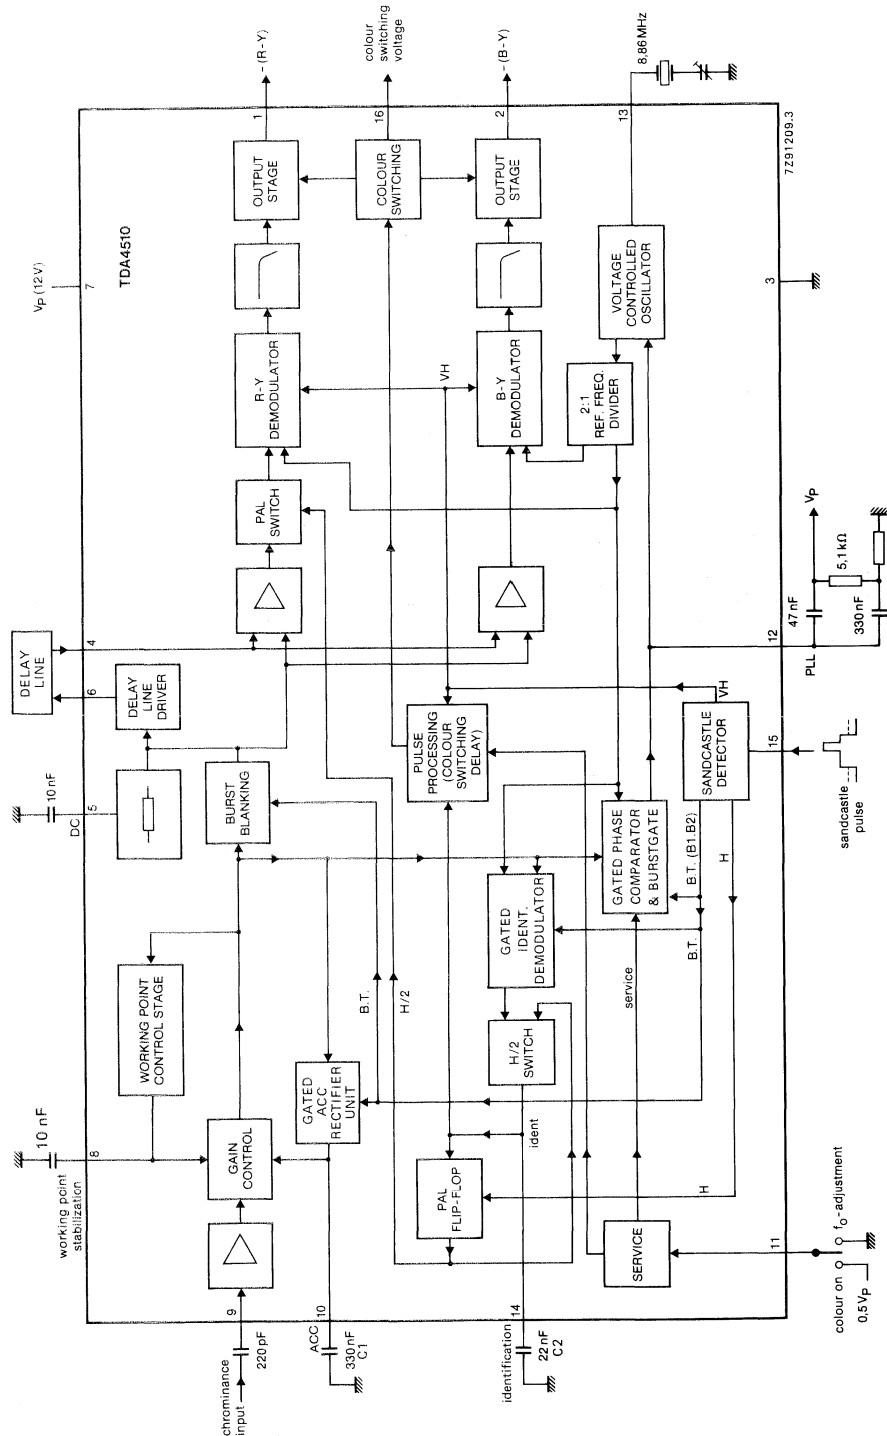 chrominance
input
220 pF
9
ACC
330 nF
C1
10
identification
22 nF
C2
14
working point
stabilization
10 nF
8
GAIN
CONTROL
WORKING POINT
CONTROL STAGE
GATED
ACC
RECTIFIER
UNIT
B.T.
H/2
PAL
FLIP-FLOP
ident
H/2
SWITCH
GATED
IDENT.
DEMODULATOR
SERVICE
service
11
colour on
fo-adjustment
0,5 VP
H
DC
10 nF
5
BURST
BLANKING
DELAY
LINE
DRIVER
6
DELAY
LINE
4
PULSE
PROCESSING
(COLOUR
SWITCHING
DELAY)
GATED PHASE
COMPARATOR
& BURSTGATE
B.T. (B1.B2)
B.T.
H
SANDCASTLE
DETECTOR
VH
15
sandcastle
pulse
PLL
12
47 nF
330 nF
5,1 kΩ
VP
PAL
SWITCH
R-Y
DEMODULATOR
VH
B-Y
DEMODULATOR
2:1
REF. FREQ.
DIVIDER
VOLTAGE
CONTROLLED
OSCILLATOR
VP (12 V)
7
TDA4510
OUTPUT
STAGE
COLOUR
SWITCHING
OUTPUT
STAGE
1
-(R-Y)
16
colour
switching
voltage
2
-(B-Y)
13
8,86 MHz
3
7Z91209.3